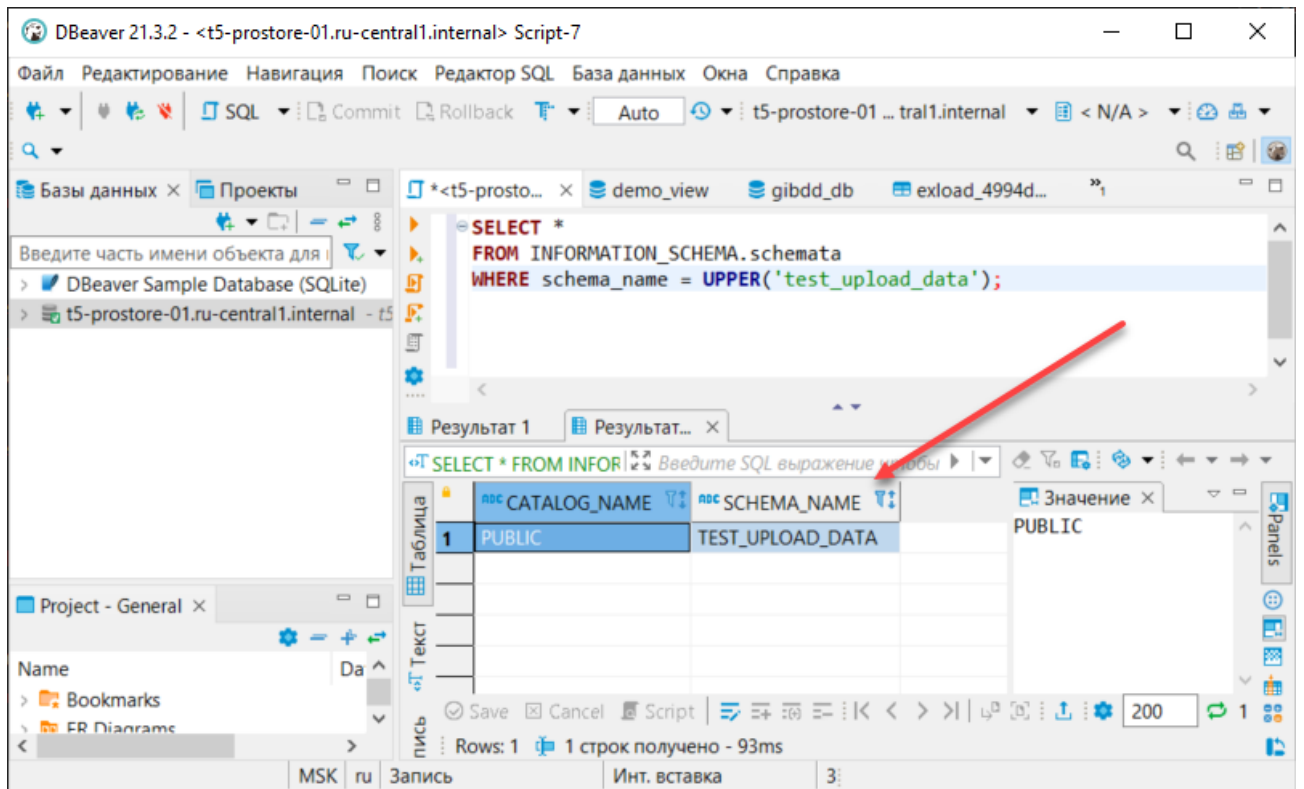 DBeaver 21.3.2 - <t5-prostore-01.ru-central1.internal> Script-7
Файл Редактирование Навигация Поиск Редактор SQL База данных Окна Справка
SQL Commit Rollback Auto t5-prostore-01 ... tral1.internal < N/A >
Базы данных Проекты
*<t5-prosto... demo_view gibdd_db exload_4994d... »1
Введите часть имени объекта для
DBeaver Sample Database (SQLite)
t5-prostore-01.ru-central1.internal - t5
SELECT *
FROM INFORMATION_SCHEMA.schemata
WHERE schema_name = UPPER('test_upload_data');
Результат 1 Результат...
SELECT * FROM INFOR Введите SQL выражение чтобы
Таблица
Текст
пись
CATALOG_NAME SCHEMA_NAME
1 PUBLIC TEST_UPLOAD_DATA
Значение
PUBLIC
Panels
Project - General
Name Da
Bookmarks
ER Diagrams
Save Cancel Script 200 1
Rows: 1 1 строк получено - 93ms
MSK ru Запись Инт. вставка 3